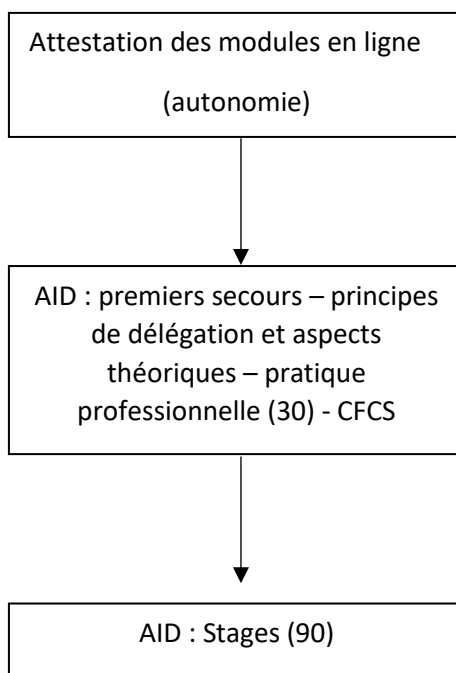 Attestation des modules en ligne
(autonomie)
AID : premiers secours – principes
de délégation et aspects
théoriques – pratique
professionnelle (30) - CFCS
AID : Stages (90)